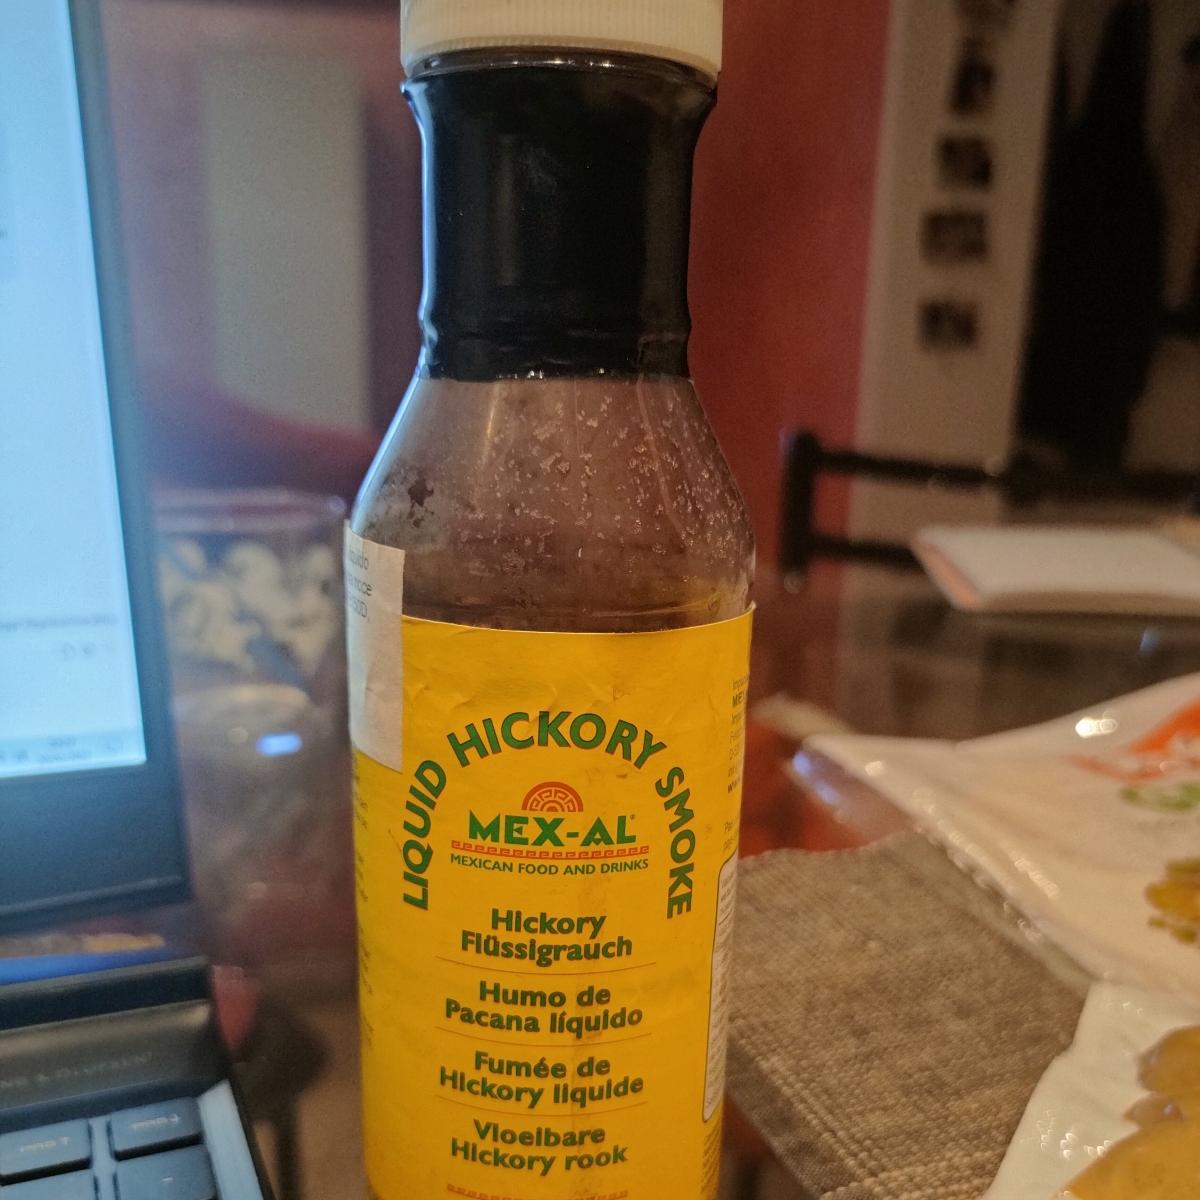 LIQUID HICKORY SMOKE
MEX-AL®
MEXICAN FOOD AND DRINKS
Hickory
Flüssigrauch
Humo de
Pacana líquido
Fumée de
Hickory liquide
Vloeibare
Hickory rook